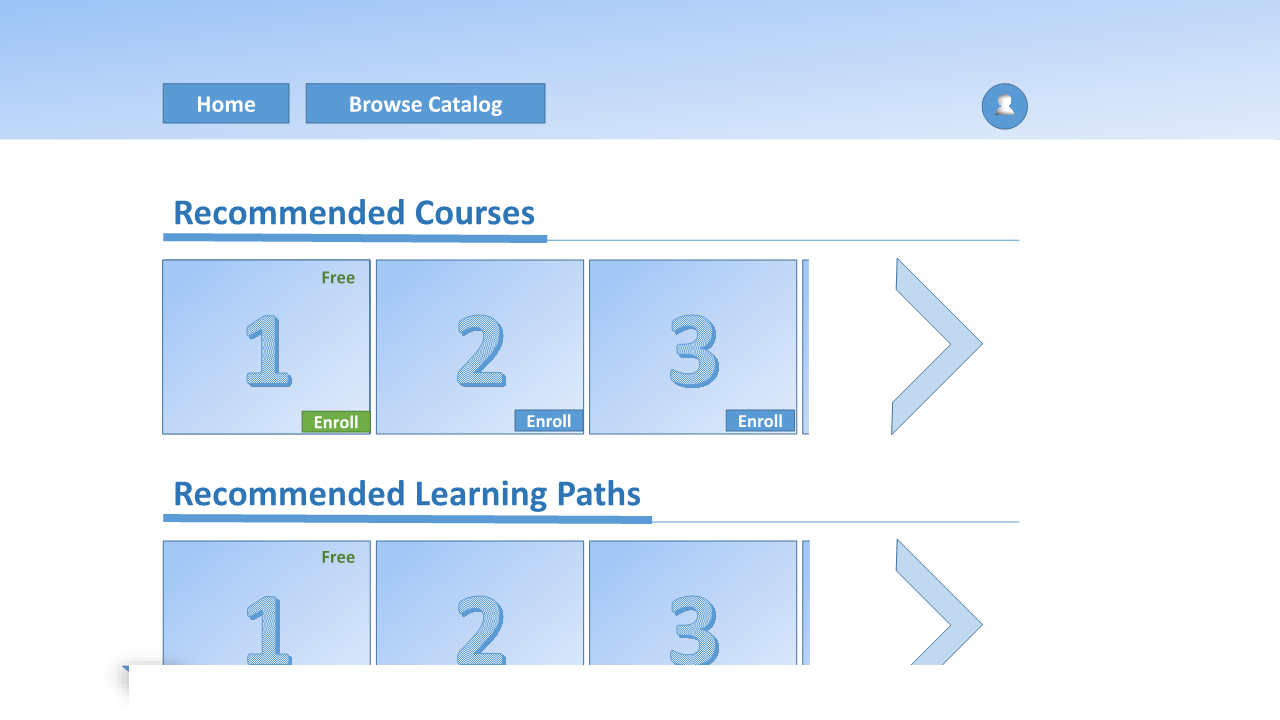 Home Browse Catalog
Recommended Courses
Free
1 2 3
Enroll Enroll Enroll
Recommended Learning Paths
Free
1 2 3